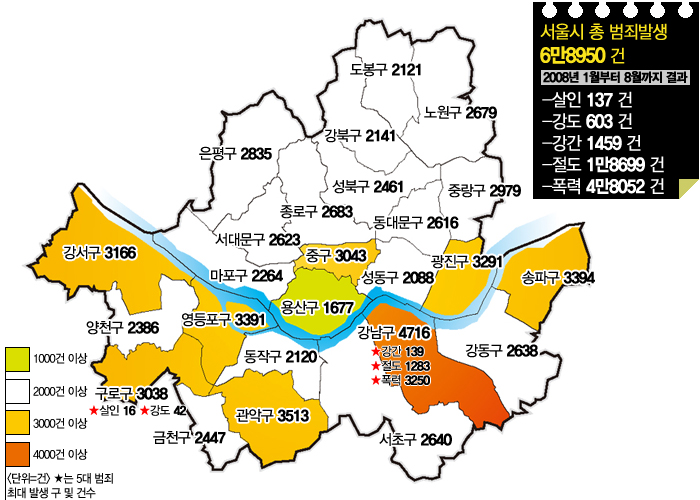 서울시 총 범죄발생
6만8950 건
2008년 1월부터 8월까지 결과
–살인 137 건
–강도 603 건
–강간 1459 건
–절도 1만8699 건
–폭력 4만8052 건
도봉구 2121
노원구 2679
강북구 2141
은평구 2835
성북구 2461
중랑구 2979
종로구 2683
동대문구 2616
서대문구 2623
강서구 3166
중구 3043
광진구 3291
마포구 2264
성동구 2088
송파구 3394
용산구 1677
영등포구 3391
양천구 2386
강남구 4716
★강간 139
★절도 1283
★폭력 3250
동작구 2120
강동구 2638
구로구 3038
★살인 16 ★강도 42
관악구 3513
금천구 2447
서초구 2640
1000건 이상
2000건 이상
3000건 이상
4000건 이상
〈단위=건〉 ★는 5대 범죄
최대 발생 구 및 건수